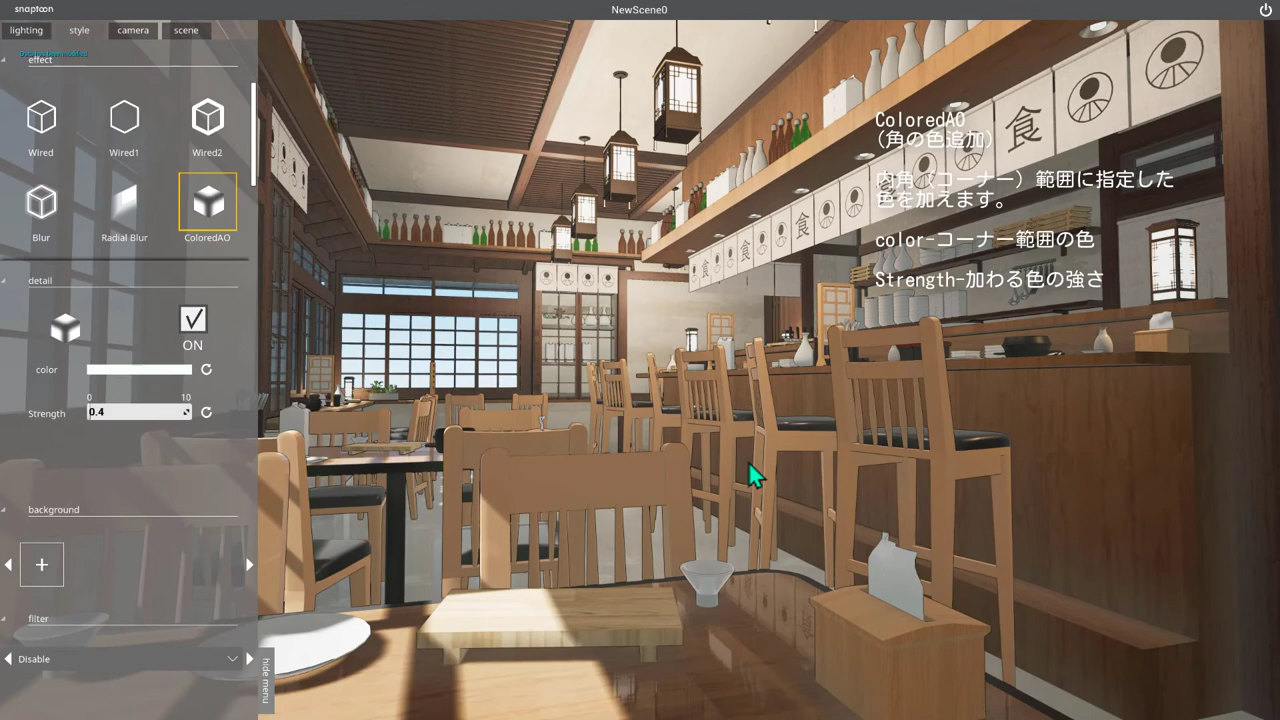 snaptoon
NewScene0
lighting
style
camera
scene
effect
Wired
Wired1
Wired2
Blur
Radial Blur
ColoredAO
detail
ON
color
0
10
Strength
0.4
background
filter
Disable
hide menu
ColoredAO
(角の色追加)
内角（コーナー）範囲に指定した
色を加えます。
color-コーナー範囲の色
Strength-加わる色の強さ
食
食
食
食